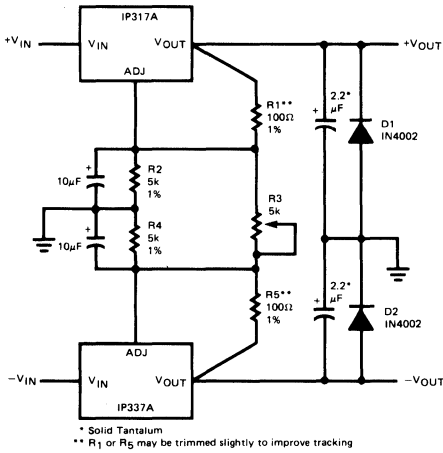 IP317A
+VIN
VIN
VOUT
+VOUT
ADJ
R1**
100Ω
1%
2.2*
μF
+
D1
IN4002
+
10μF
R2
5k
1%
R3
5k
+
10μF
R4
5k
1%
R5**
100Ω
1%
2.2*
μF
+
D2
IN4002
ADJ
−VIN
VIN
VOUT
−VOUT
IP337A
* Solid Tantalum
** R1 or R5 may be trimmed slightly to improve tracking